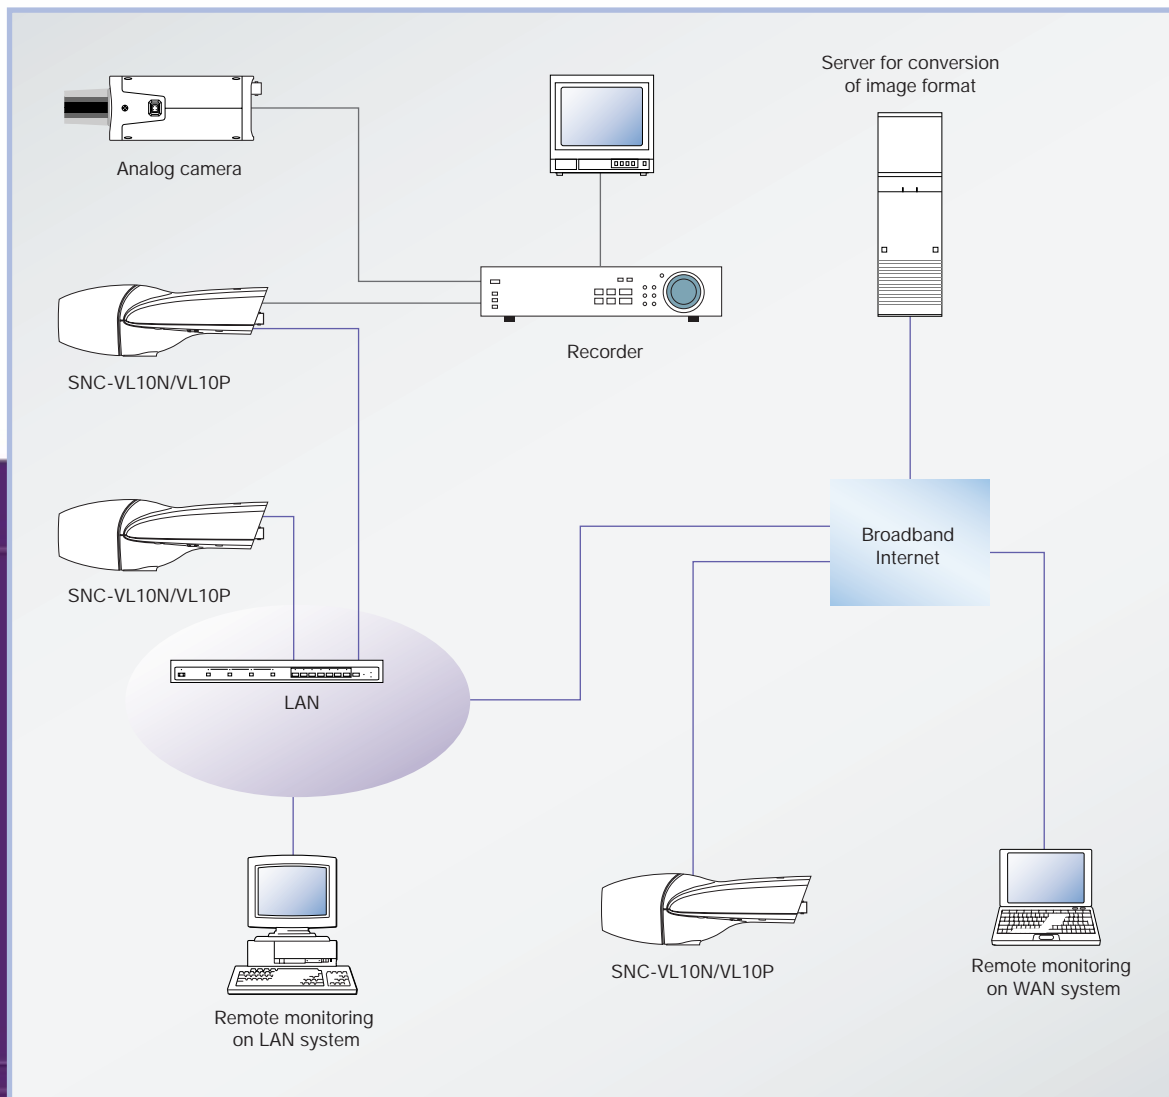 Server for conversion
of image format
Analog camera
Recorder
SNC-VL10N/VL10P
SNC-VL10N/VL10P
Broadband
Internet
LAN
Remote monitoring
on LAN system
SNC-VL10N/VL10P
Remote monitoring
on WAN system